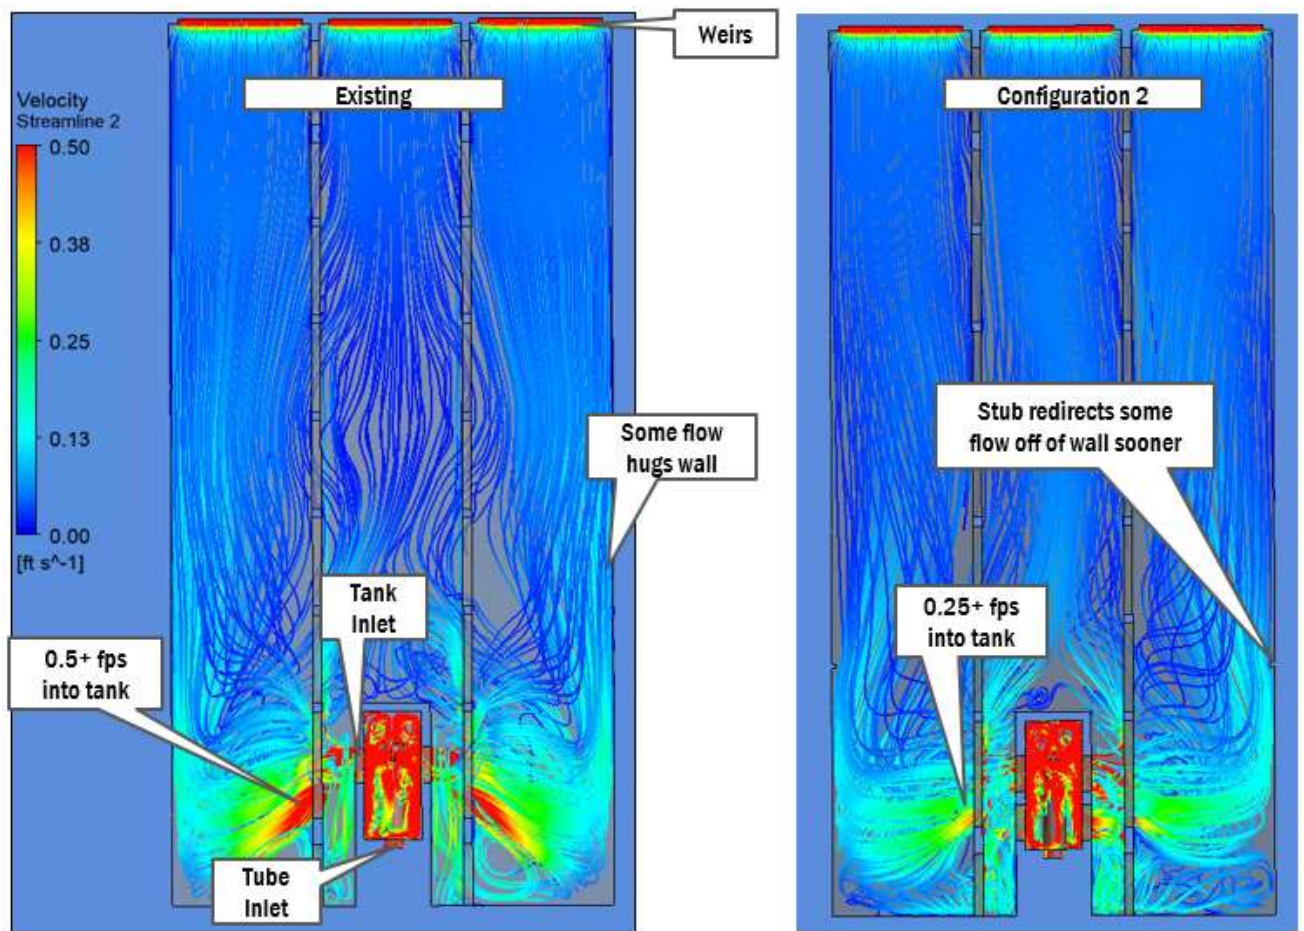 Weirs
Existing
Configuration 2
Velocity
Streamline 2
0.50
0.38
0.25
0.13
0.00
[ft s^-1]
Some flow
hugs wall
Stub redirects some
flow off of wall sooner
Tank
Inlet
0.25+ fps
into tank
0.5+ fps
into tank
Tube
Inlet